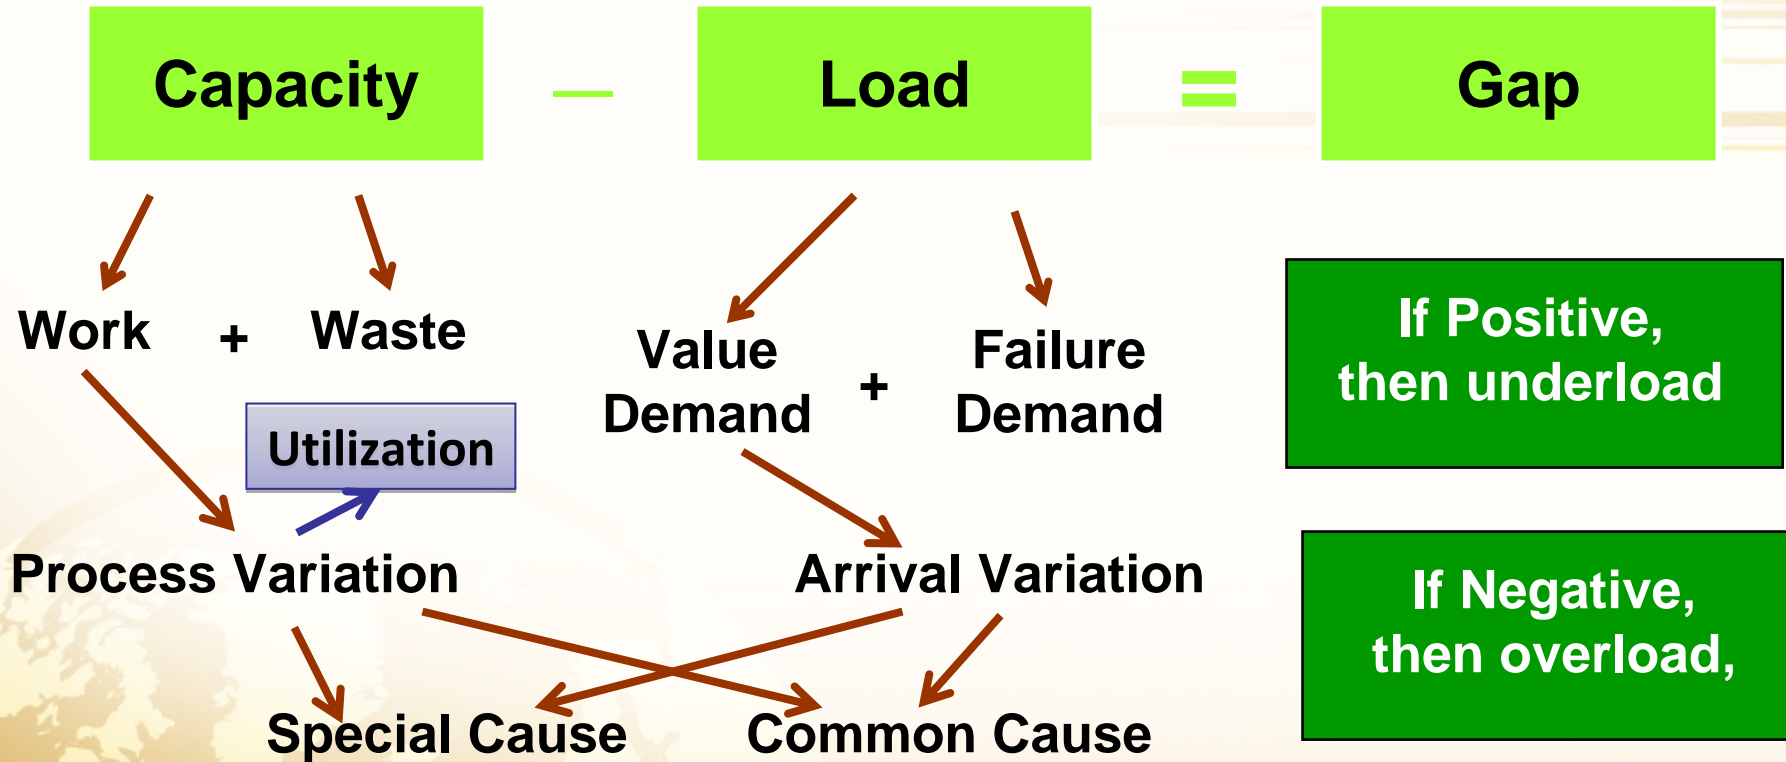 Capacity
—
Load
=
Gap
Work + Waste
Value
Demand
+
Failure
Demand
If Positive,
then underload
Utilization
Process Variation
Arrival Variation
If Negative,
then overload,
Special Cause
Common Cause